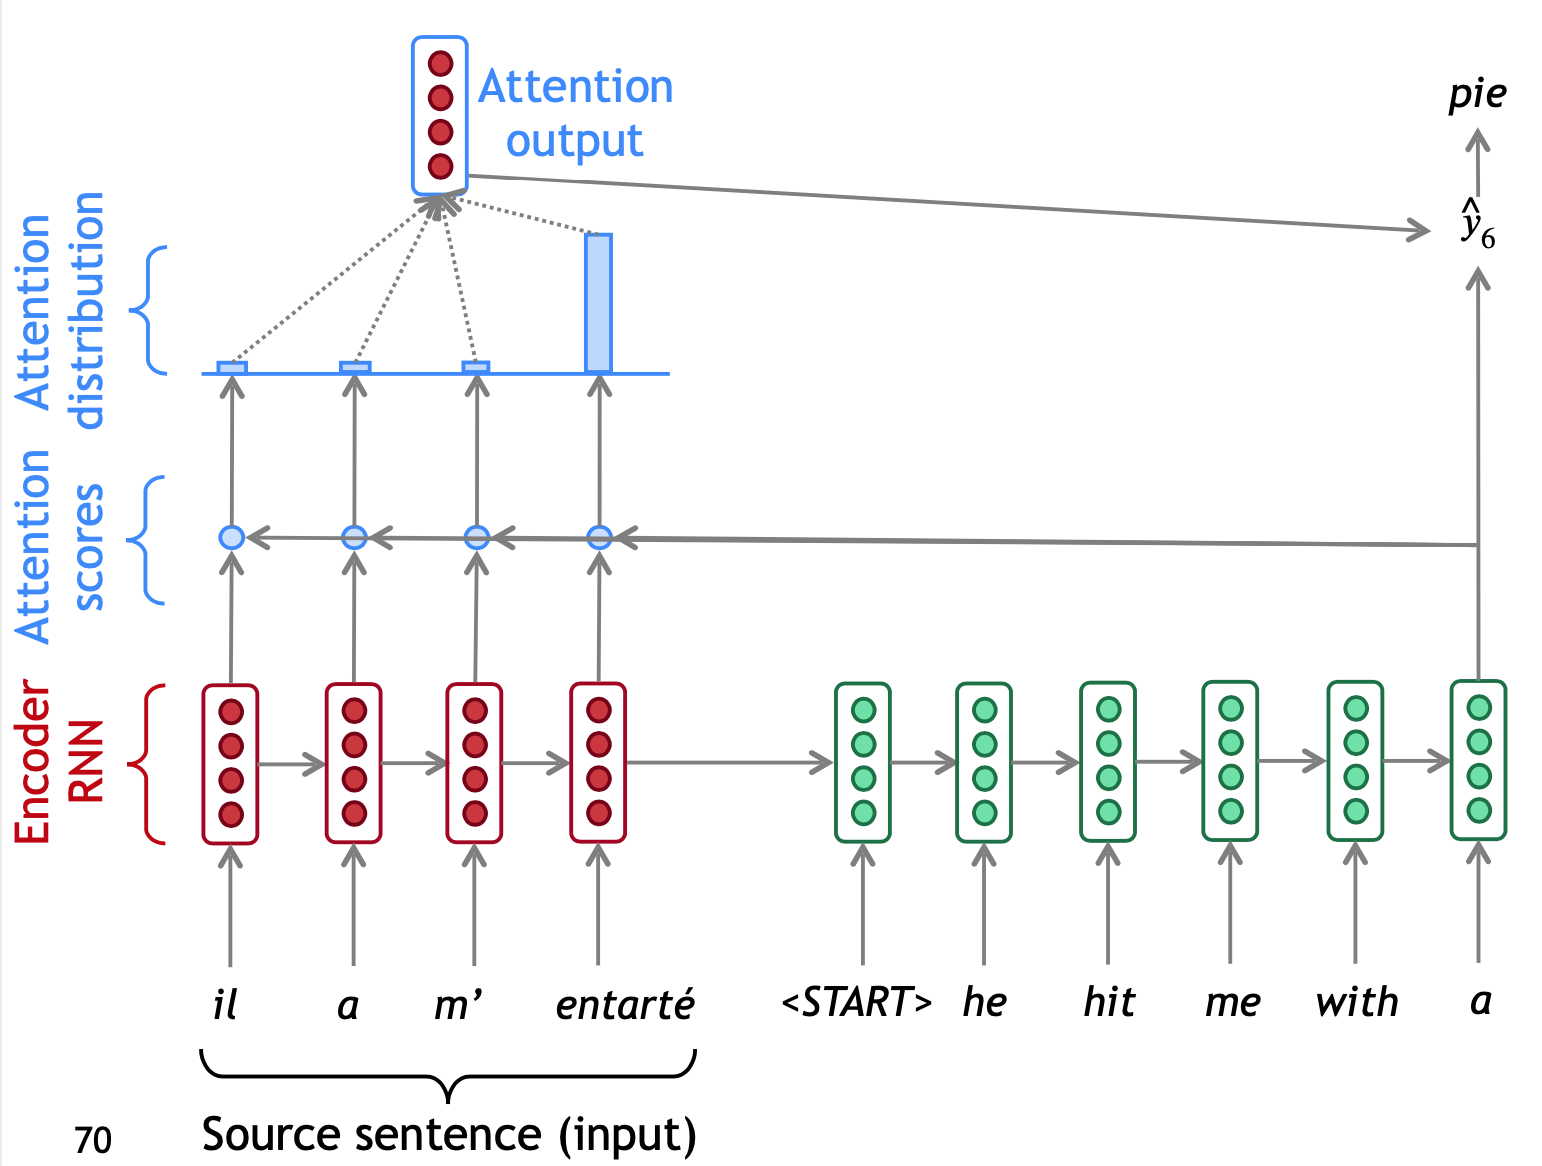 Attention
output
pie
ŷ6
Attention
distribution
Attention
scores
Encoder
RNN
il a m’ entarté <START> he hit me with a
Source sentence (input)
70